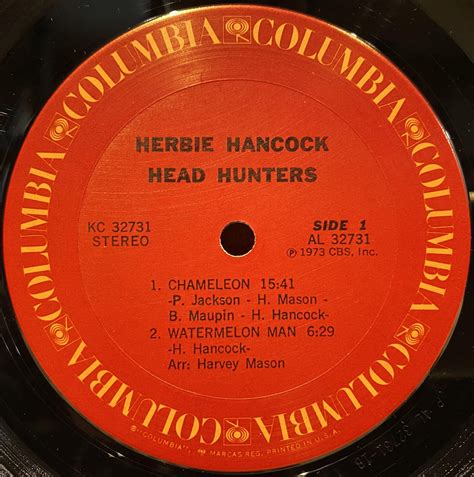 COLUMBIA COLUMBIA COLUMBIA COLUMBIA COLUMBIA COLUMBIA
HERBIE HANCOCK
HEAD HUNTERS
KC 32731
STEREO
SIDE 1
AL 32731
Ⓟ 1973 CBS, Inc.
1. CHAMELEON 15:41
-P. Jackson - H. Mason -
B. Maupin - H. Hancock-
2. WATERMELON MAN 6:29
-H. Hancock-
Arr: Harvey Mason
"COLUMBIA", MARCAS REG. PRINTED IN U.S.A.